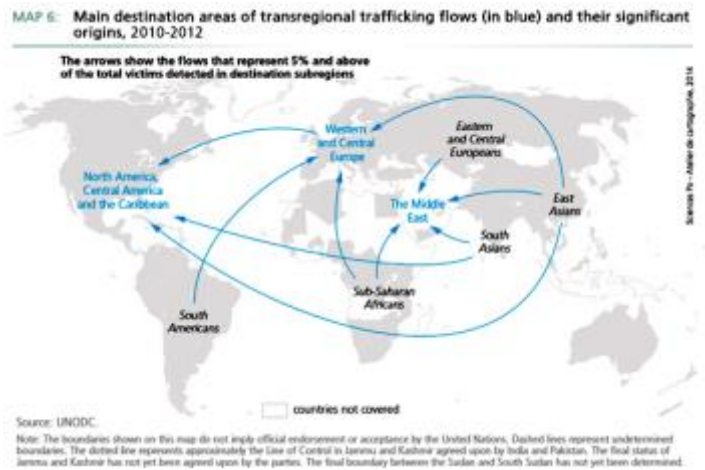 MAP 6: Main destination areas of transregional trafficking flows (in blue) and their significant
origins, 2010-2012
The arrows show the flows that represent 5% and above
of the total victims detected in destination subregions
Western
and Central
Europe
Eastern
and Central
Europeans
North America,
Central America
and the Caribbean
The Middle
East
East
Asians
South
Asians
Sub-Saharan
Africans
South
Americans
Sciences Po - Atelier de cartographie, 2014
countries not covered
Source: UNODC.
Note: The boundaries shown on this map do not imply official endorsement or acceptance by the United Nations. Dashed lines represent undetermined
boundaries. The dotted line represents approximately the Line of Control in Jammu and Kashmir agreed upon by India and Pakistan. The final status of
Jammu and Kashmir has not yet been agreed upon by the parties. The final boundary between the Sudan and South Sudan has not yet been determined.